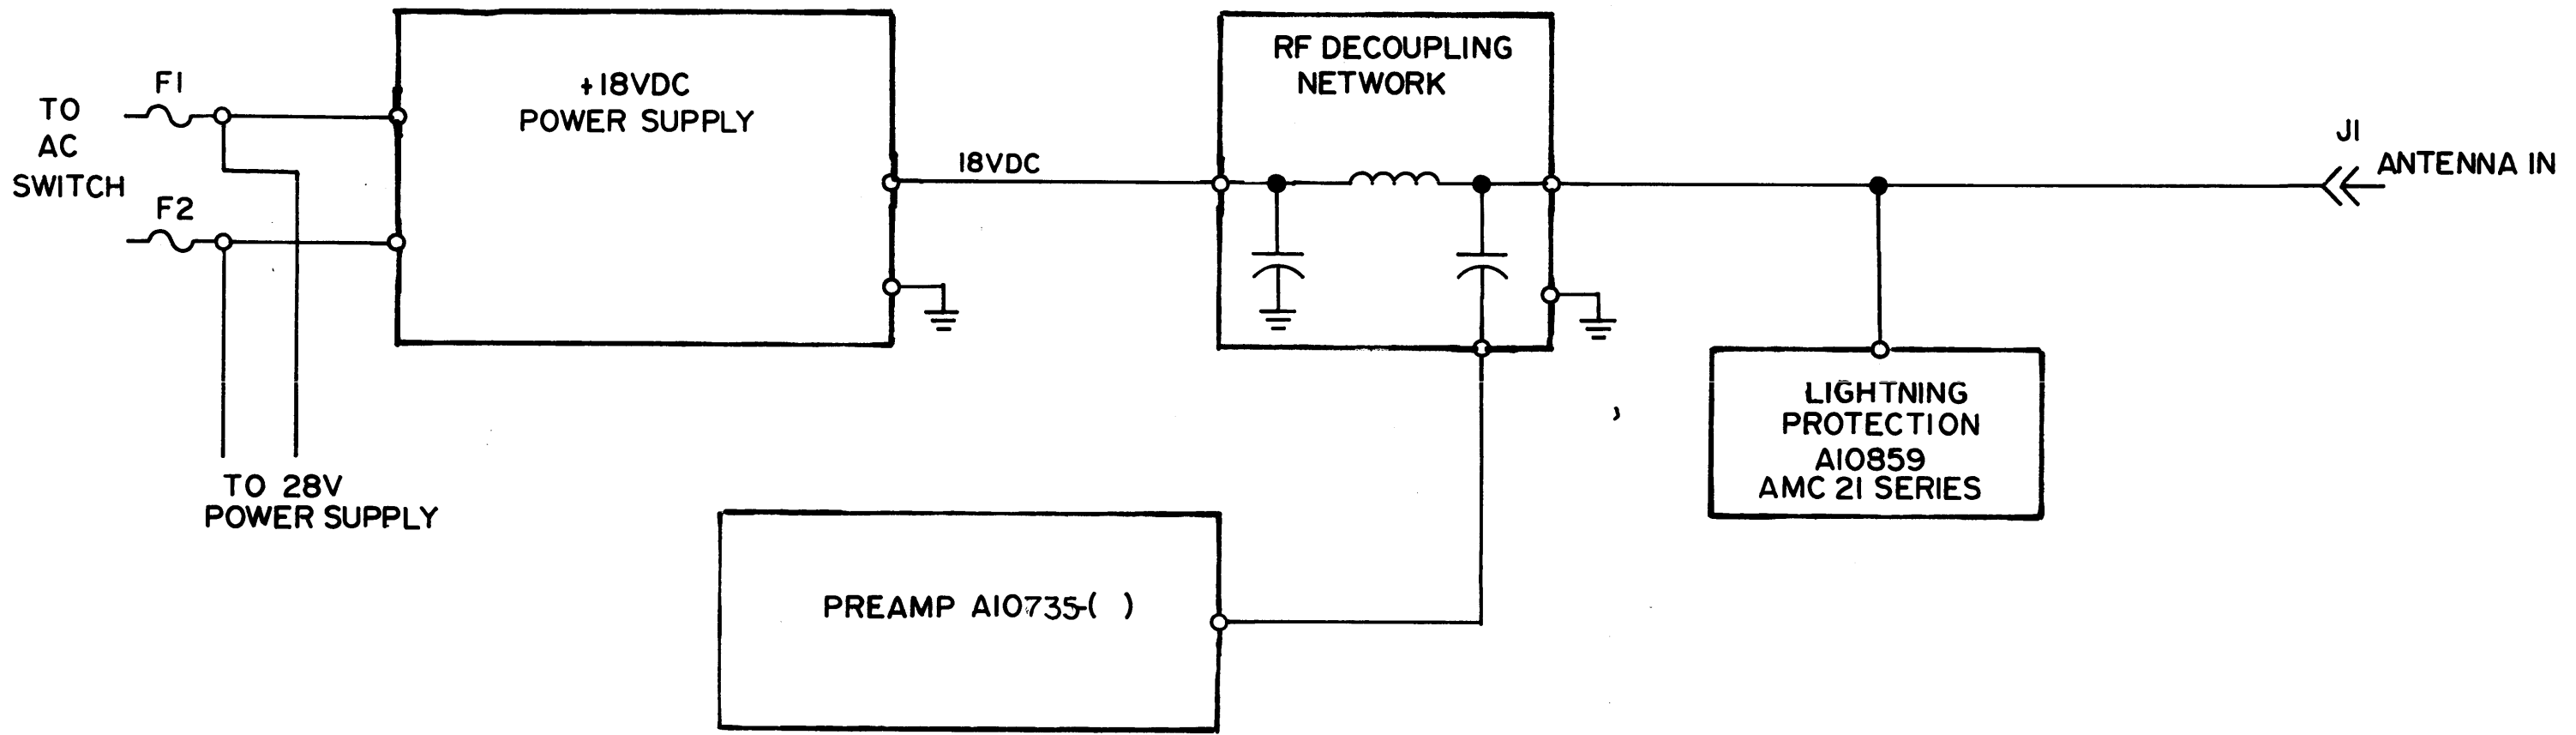 F1
TO
AC
SWITCH
F2
+18VDC
POWER SUPPLY
TO 28V
POWER SUPPLY
18VDC
RF DECOUPLING
NETWORK
J1
ANTENNA IN
LIGHTNING
PROTECTION
A10859
AMC 21 SERIES
PREAMP A10735-( )